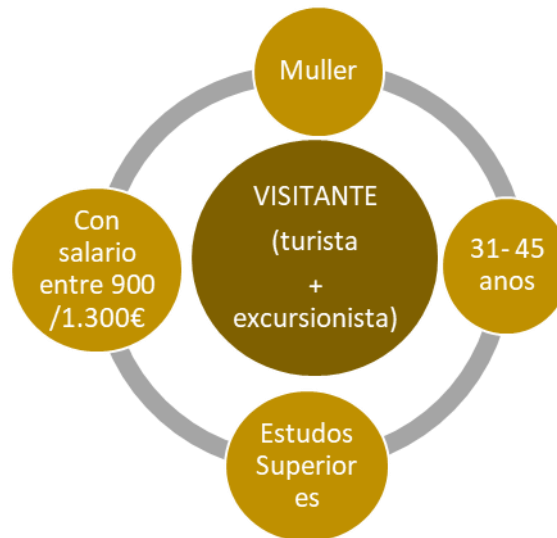 Muller
VISITANTE
(turista
+
excursionista)
Con
salario
entre 900
/1.300€
31- 45
anos
Estudos
Superior
es